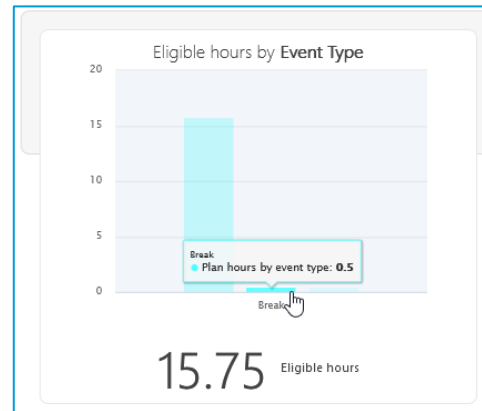 Eligible hours by Event Type
20
15
10
5
0
Break
Plan hours by event type: 0.5
Break
15.75 Eligible hours